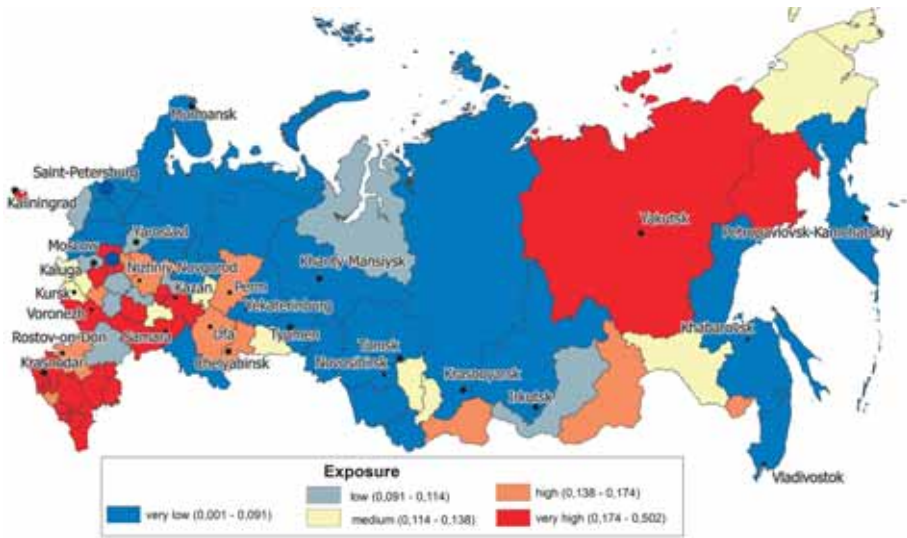 Murmansk
Saint-Petersburg
Kaliningrad
Yaroslavl
Moscow
Yakutsk
Petropavlovsk-Kamchatskiy
Kaluga
Nizhniy-Novgorod
Khanty-Mansiysk
Kursk
Kazan
Perm
Voronezh
Yekaterinburg
Rostov-on-Don
Samara
Ufa
Tyumen
Khabarovsk
Tomsk
Krasnodar
Chelyabinsk
Novosibirsk
Krasnoyarsk
Irkutsk
Vladivostok
Exposure
very low (0,001 - 0,091)
low (0,091 - 0,114)
medium (0,114 - 0,138)
high (0,138 - 0,174)
very high (0,174 - 0,502)